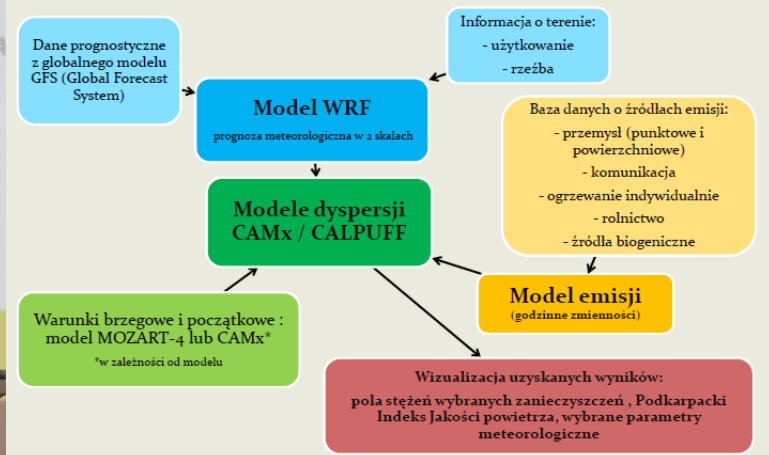 Dane prognostyczne
z globalnego modelu
GFS (Global Forecast
System)
Informacja o terenie:
- użytkowanie
- rzeźba
Model WRF
prognoza meteorologiczna w 2 skalach
Baza danych o źródłach emisji:
- przemysł (punktowe i
powierzchniowe)
- komunikacja
- ogrzewanie indywidualnie
- rolnictwo
- źródła biogeniczne
Modele dyspersji
CAMx / CALPUFF
Model emisji
(godzinne zmienności)
Warunki brzegowe i początkowe :
model MOZART-4 lub CAMx*
*w zależności od modelu
Wizualizacja uzyskanych wyników:
pola stężeń wybranych zanieczyszczeń , Podkarpacki
Indeks Jakości powietrza, wybrane parametry
meteorologiczne